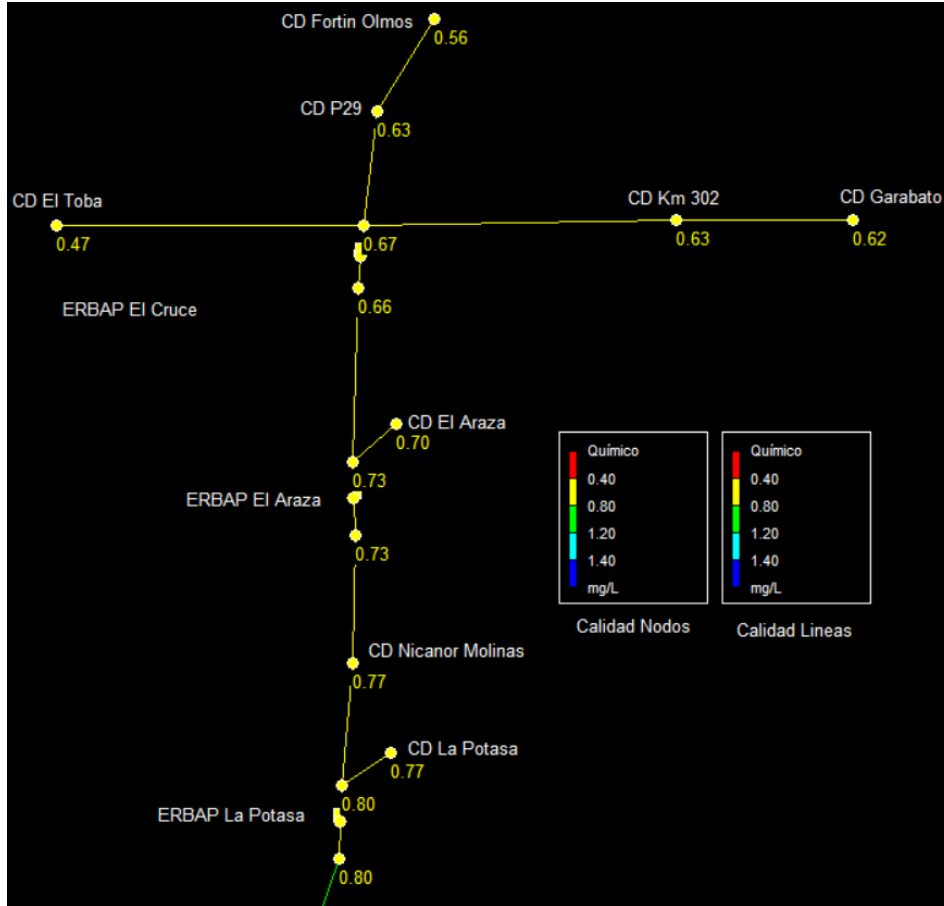 CD Fortin Olmos
0.56
CD P29
0.63
CD El Toba
CD Km 302
CD Garabato
0.47
0.67
0.63
0.62
ERBAP El Cruce
0.66
CD El Araza
0.70
0.73
ERBAP El Araza
0.73
Químico
0.40
0.80
1.20
1.40
mg/L
Calidad Nodos
Químico
0.40
0.80
1.20
1.40
mg/L
Calidad Lineas
CD Nicanor Molinas
0.77
CD La Potasa
0.77
0.80
ERBAP La Potasa
0.80